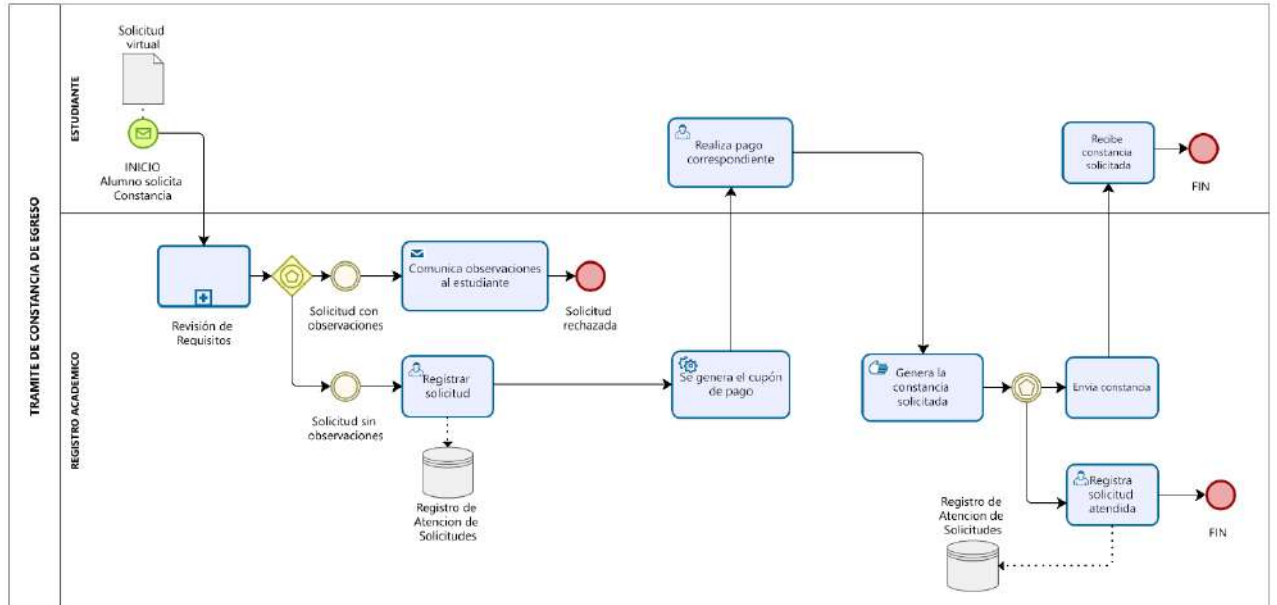 TRAMITE DE CONSTANCIA DE EGRESO
ESTUDIANTE
Solicitud
virtual
INICIO
Alumno solicita
Constancia
Realiza pago
correspondiente
Recibe
constancia
solicitada
FIN
REGISTRO ACADEMICO
Revisión de
Requisitos
Solicitud con
observaciones
Comunica observaciones
al estudiante
Solicitud
rechazada
Solicitud sin
observaciones
Registrar
solicitud
Registro de
Atencion de
Solicitudes
Se genera el cupón
de pago
Genera la
constancia
solicitada
Envia constancia
Registra
solicitud
atendida
FIN
Registro de
Atencion de
Solicitudes